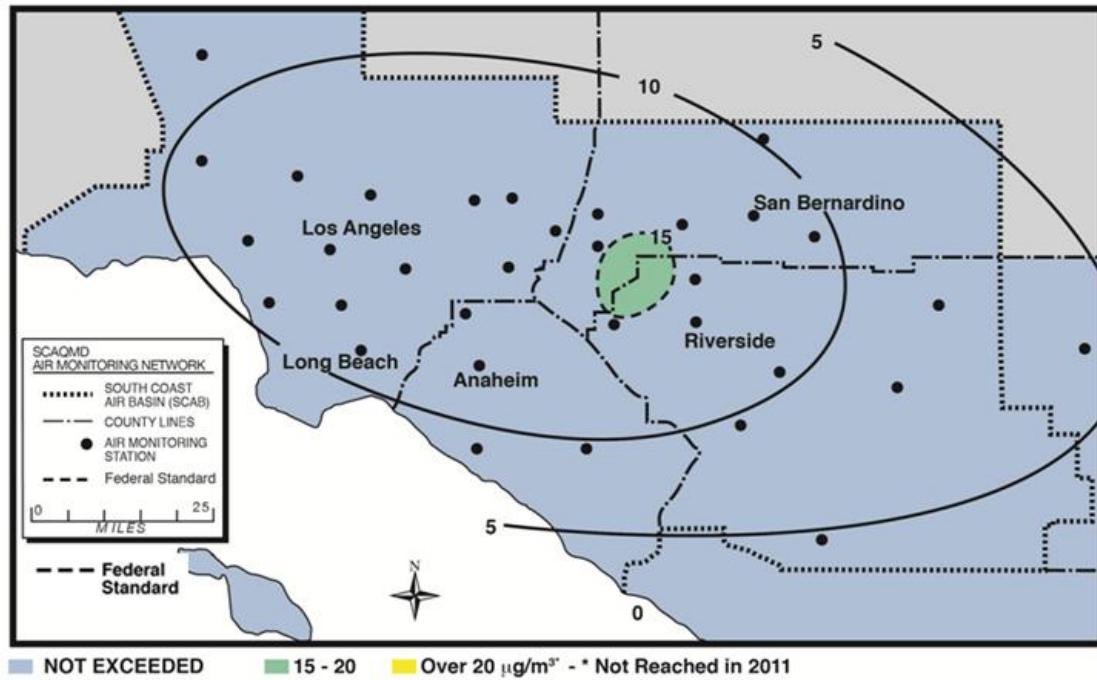 5
10
San Bernardino
Los Angeles
15
Riverside
Long Beach
Anaheim
SCAQMD
AIR MONITORING NETWORK
SOUTH COAST
AIR BASIN (SCAB)
COUNTY LINES
AIR MONITORING
STATION
Federal Standard
0 25
MILES
5
N
Federal
Standard
0
NOT EXCEEDED 15 - 20 Over 20 µg/m³* - * Not Reached in 2011